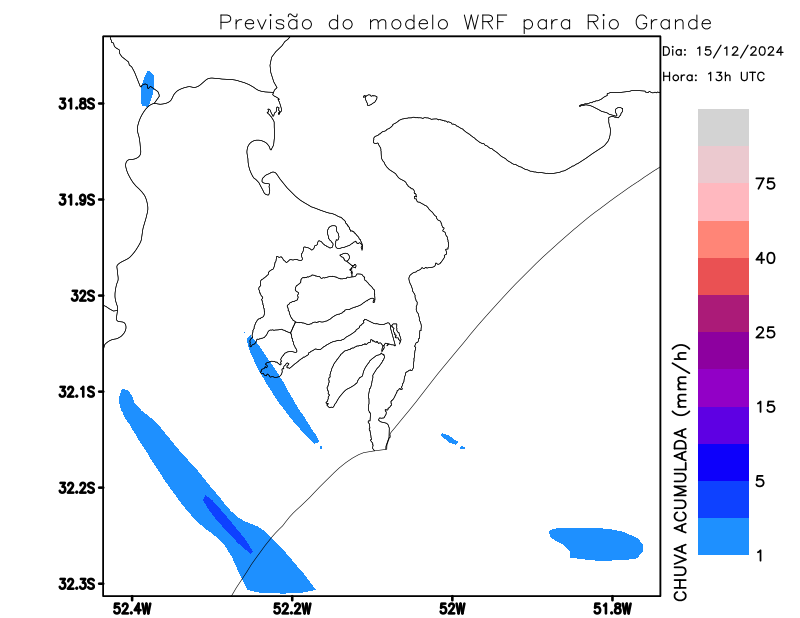 Previsão do modelo WRF para Rio Grande
Dia: 15/12/2024
Hora: 13h UTC
31.8S
31.9S
32S
32.1S
32.2S
32.3S
52.4W
52.2W
52W
51.8W
75
40
25
15
5
1
CHUVA ACUMULADA (mm/h)